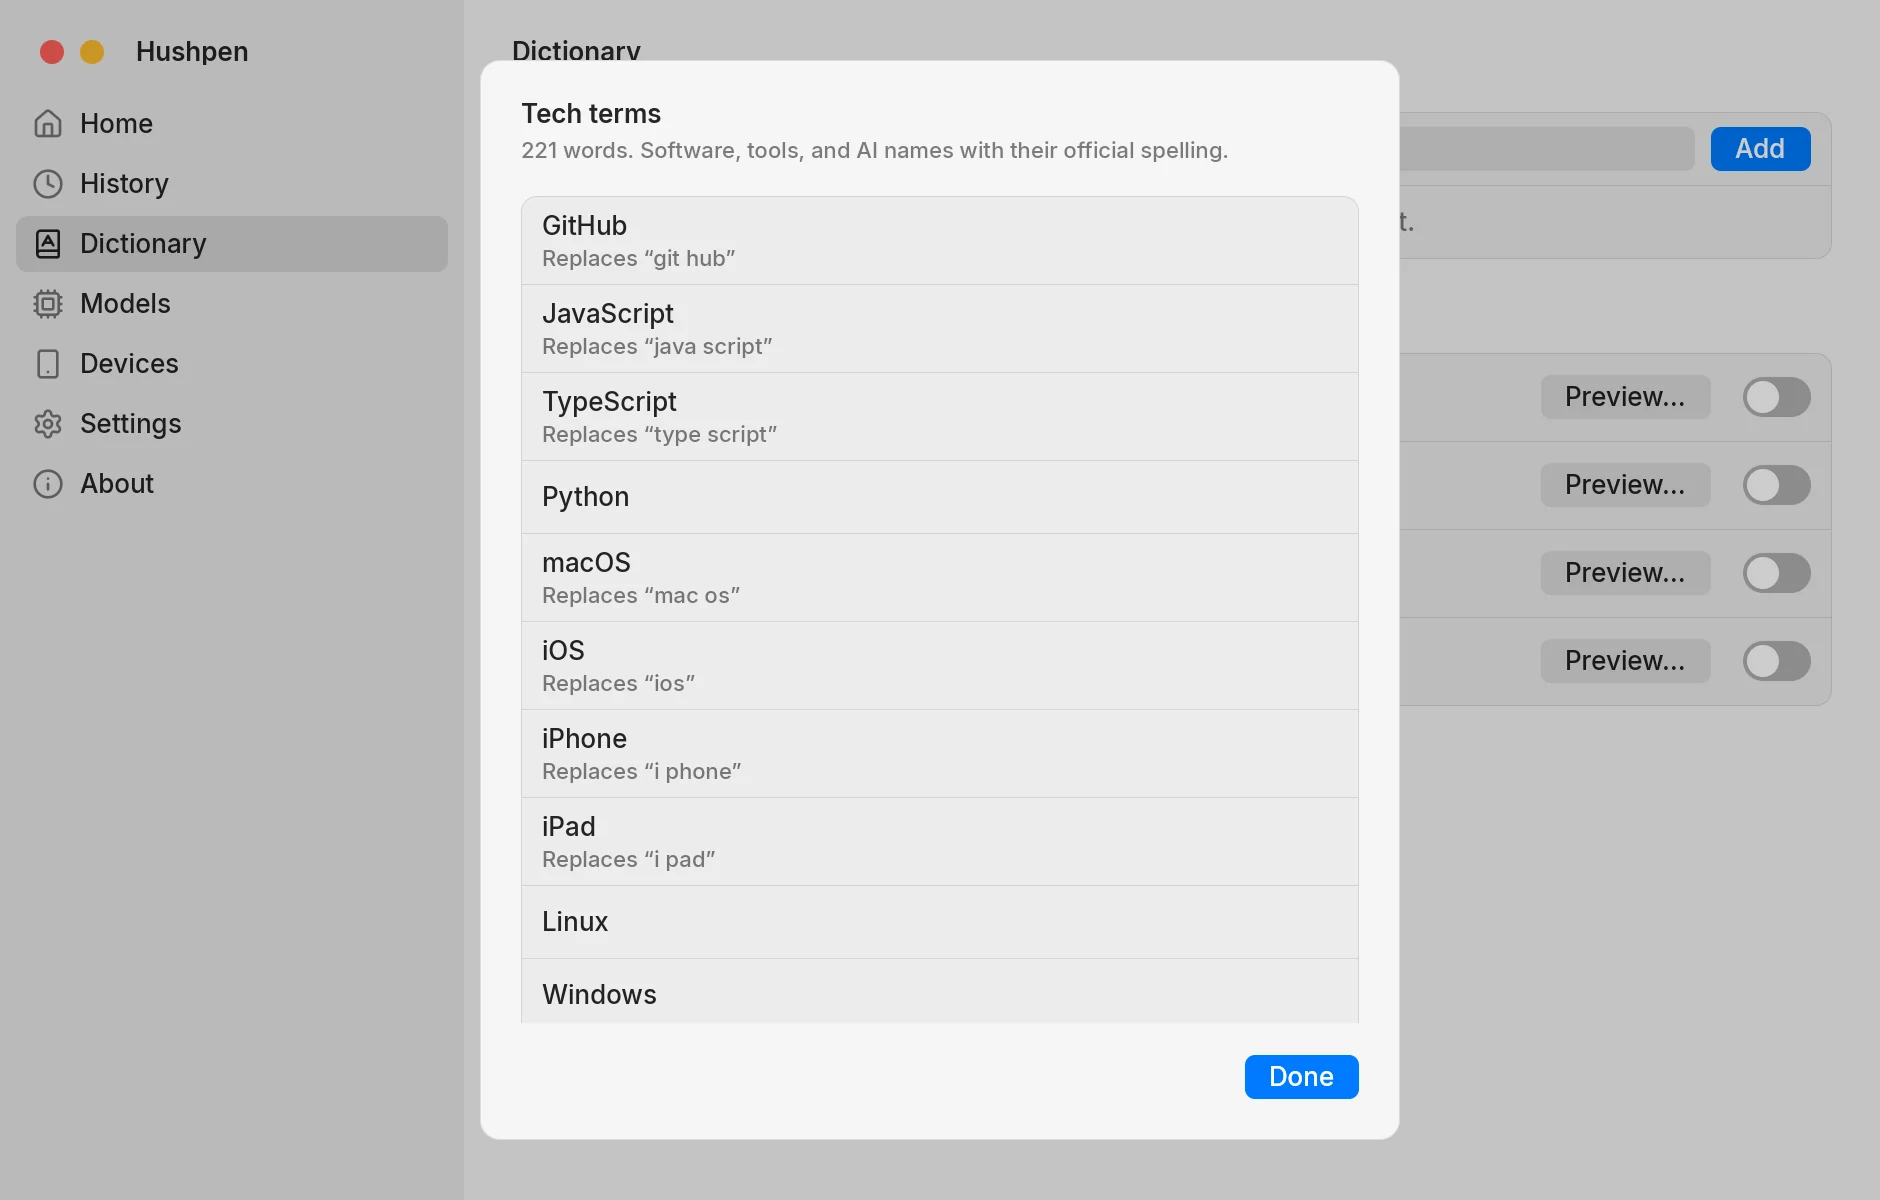 Hushpen
Home
History
Dictionary
Models
Devices
Settings
About
Dictionary
Add
t.
Preview...
Preview...
Preview...
Preview...
Tech terms
221 words. Software, tools, and AI names with their official spelling.
GitHub
Replaces “git hub”
JavaScript
Replaces “java script”
TypeScript
Replaces “type script”
Python
macOS
Replaces “mac os”
iOS
Replaces “ios”
iPhone
Replaces “i phone”
iPad
Replaces “i pad”
Linux
Windows
Done